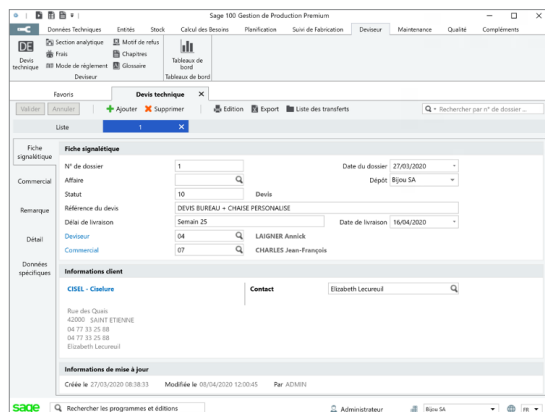 Sage 100 Gestion de Production Premium
Données Techniques Entités Stock Calcul des Besoins Planification Suivi de Fabrication Deviseur Maintenance Qualité Compléments
DE
Devis technique
Section analytique
Frais
Mode de règlement
Motif de refus
Chapitres
Glossaire
Deviseur
Tableaux de bord
Tableaux de bord
Favoris Devis technique
Valider Annuler Ajouter Supprimer Edition Export Liste des transferts Rechercher par n° de dossier ...
Liste 1
Fiche signalétique
Commercial
Remarque
Détail
Données spécifiques
Fiche signalétique
N° de dossier 1 Date du dossier 27/03/2020
Affaire Dépôt Bijou SA
Statut 10 Devis
Référence du devis DEVIS BUREAU + CHAISE PERSONALISE
Délai de livraison Semain 25 Date de livraison 16/04/2020
Deviseur 04 LAIGNER Annick
Commercial 07 CHARLES Jean-François
Informations client
CISEL - Ciselure Contact Elizabeth Lecureuil
Rue des Quais
42000 SAINT ETIENNE
04 77 33 25 88
04 77 33 25 88
Elizabeth Lecureuil
Informations de mise à jour
Créée le 27/03/2020 08:38:33 Modifiée le 08/04/2020 12:00:45 Par ADMIN
sage Rechercher les programmes et éditions Administrateur Bijou SA FR